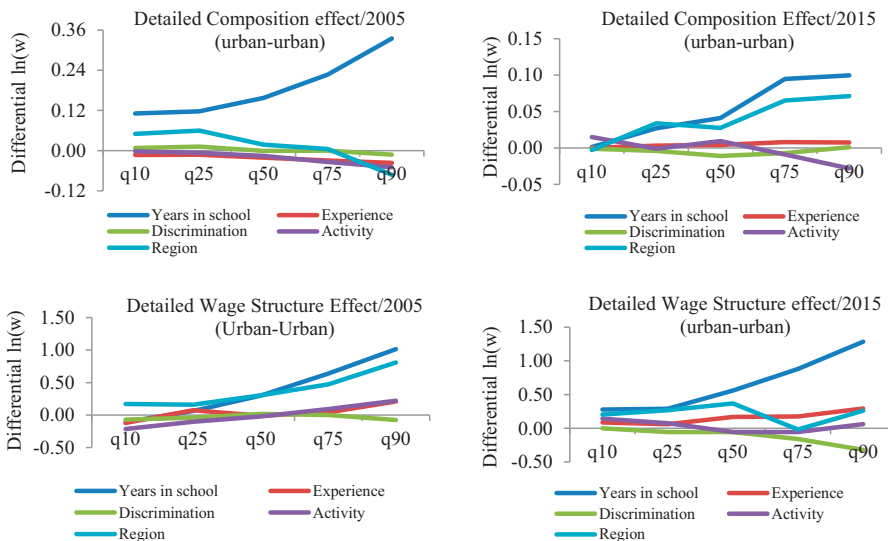 Detailed Composition effect/2005
(urban-urban)
Differential ln(w)
0.36
0.24
0.12
0.00
-0.12
q10 q25 q50 q75 q90
Years in school Experience
Discrimination Activity
Region
Detailed Composition Effect/2015
(urban-urban)
Differential ln(w)
0.15
0.10
0.05
0.00
-0.05
q10 q25 q50 q75 q90
Years in school Experience
Discrimination Activity
Region
Detailed Wage Structure Effect/2005
(Urban-Urban)
Differential ln(w)
1.50
1.00
0.50
0.00
-0.50
q10 q25 q50 q75 q90
Years in school Experience
Discrimination Activity
Region
Detailed Wage Structure effect/2015
(urban-urban)
Differential ln(w)
1.50
1.00
0.50
0.00
-0.50
q10 q25 q50 q75 q90
Years in school Experience
Discrimination Activity
Region